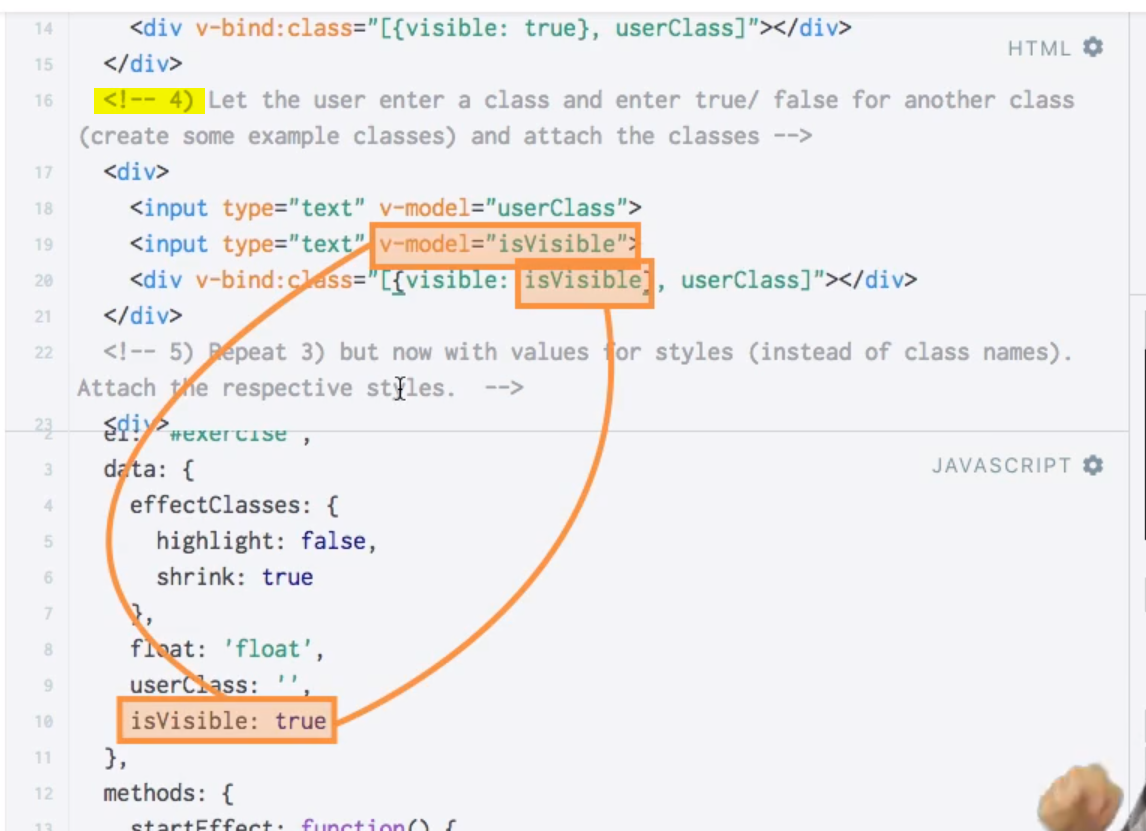 14 <div v-bind:class="[{visible: true}, userClass]"></div>
HTML
15 </div>
16 <!-- 4) Let the user enter a class and enter true/ false for another class
(create some example classes) and attach the classes -->
17 <div>
18 <input type="text" v-model="userClass">
19 <input type="text" v-model="isVisible">
20 <div v-bind:class="[{visible: isVisible}, userClass]"></div>
21 </div>
22 <!-- 5) Repeat 3) but now with values for styles (instead of class names).
Attach the respective styles. -->
23 <div>
2 el: '#exercise',
3 data: {
JAVASCRIPT
4 effectClasses: {
5 highlight: false,
6 shrink: true
7 },
8 float: 'float',
9 userClass: '',
10 isVisible: true
11 },
12 methods: {
13 startEffect: function() {